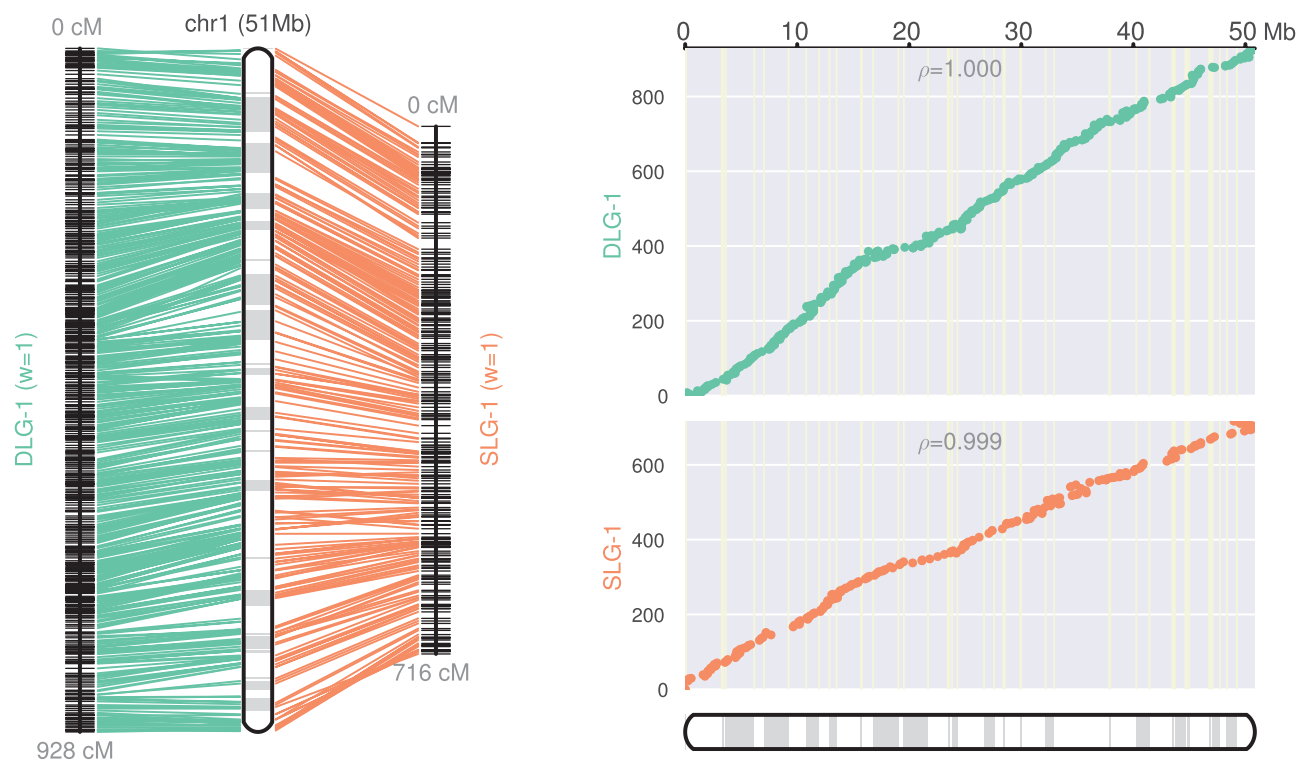 0 cM
chr1 (51Mb)
0 cM
DLG-1 (w=1)
SLG-1 (w=1)
716 cM
928 cM
0 10 20 30 40 50 Mb
ρ=1.000
800
600
400
200
0
DLG-1
ρ=0.999
600
400
200
0
SLG-1